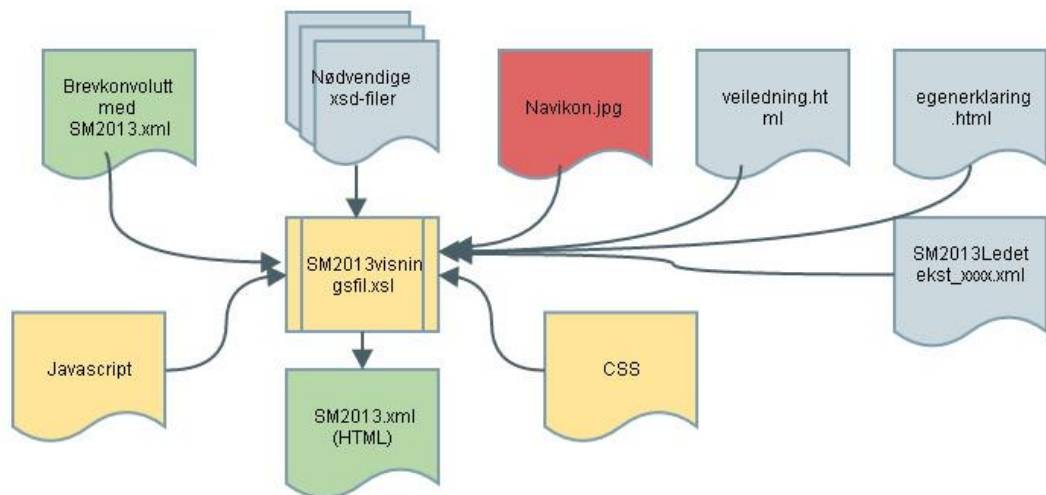 Brevkonvolutt
med
SM2013.xml
Nødvendige
xsd-filer
Navikon.jpg
veiledning.ht
ml
egenerklaring
.html
SM2013visnin
gsfil.xsl
SM2013Ledet
ekst_xxxx.xml
Javascript
CSS
SM2013.xml
(HTML)